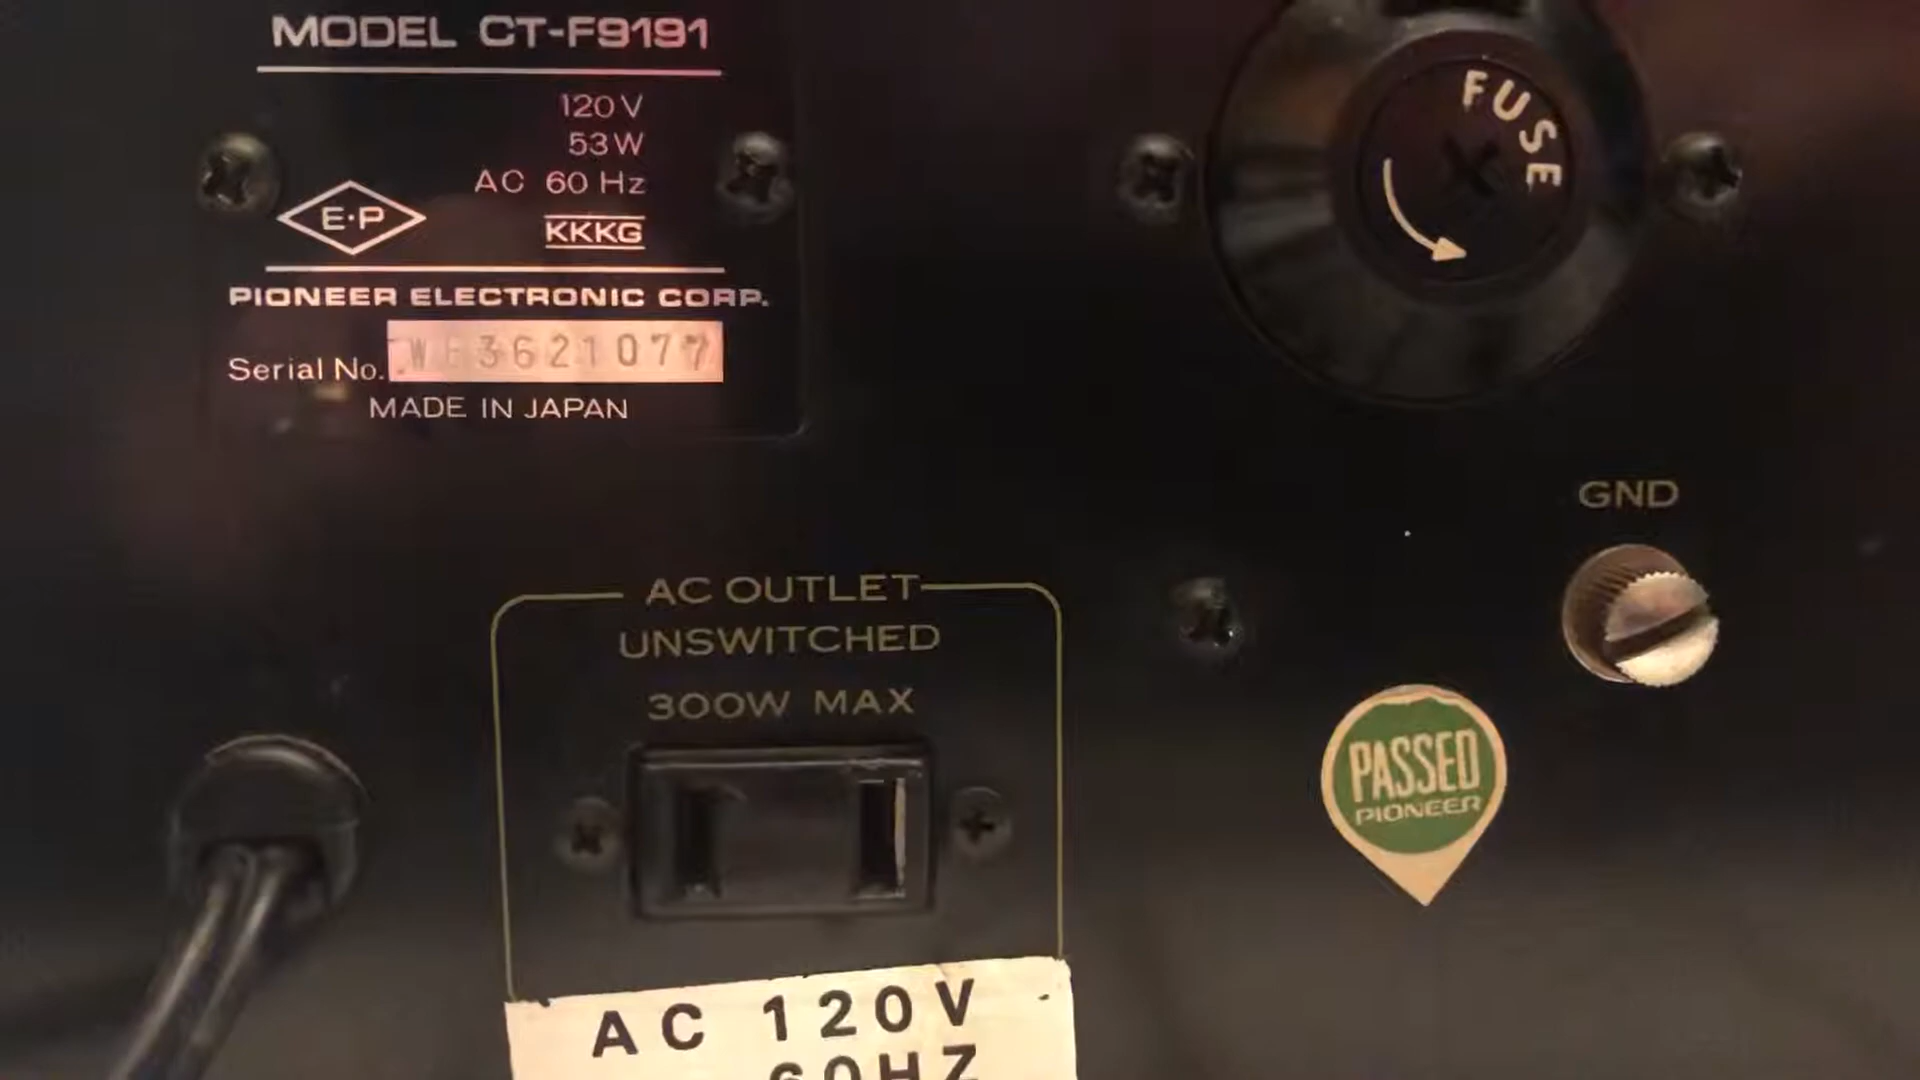 MODEL CT-F9191
120V
53W
AC 60 Hz
E·P
KKKG
PIONEER ELECTRONIC CORP.
Serial No.
MADE IN JAPAN
FUSE
GND
AC OUTLET
UNSWITCHED
300W MAX
PASSED
PIONEER
AC 120V
60HZ